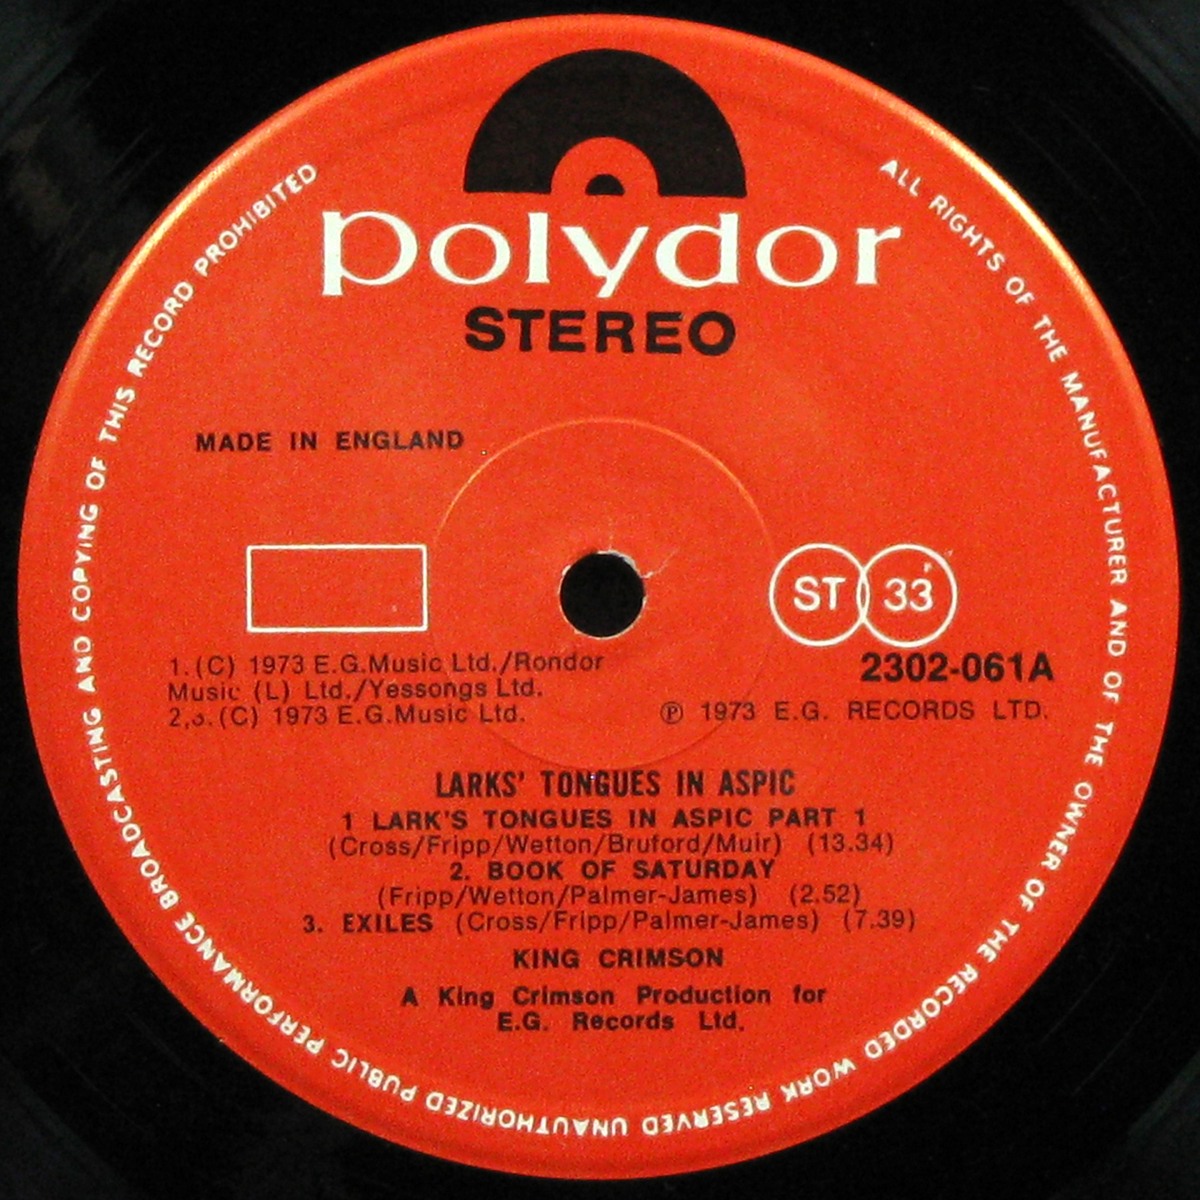 polydor
STEREO
ALL RIGHTS OF THE MANUFACTURER AND OF THE OWNER OF THE RECORDED WORK RESERVED UNAUTHORIZED PUBLIC PERFORMANCE BROADCASTING AND COPYING OF THIS RECORD PROHIBITED
MADE IN ENGLAND
ST 33
2302-061A
1.(C) 1973 E.G.Music Ltd./Rondor
Music (L) Ltd./Yessongs Ltd.
2,3.(C) 1973 E.G.Music Ltd.
℗ 1973 E.G. RECORDS LTD.
LARKS' TONGUES IN ASPIC
1 LARK'S TONGUES IN ASPIC PART 1
(Cross/Fripp/Wetton/Bruford/Muir) (13.34)
2. BOOK OF SATURDAY
(Fripp/Wetton/Palmer-James) (2.52)
3. EXILES (Cross/Fripp/Palmer-James) (7.39)
KING CRIMSON
A King Crimson Production for
E.G. Records Ltd.